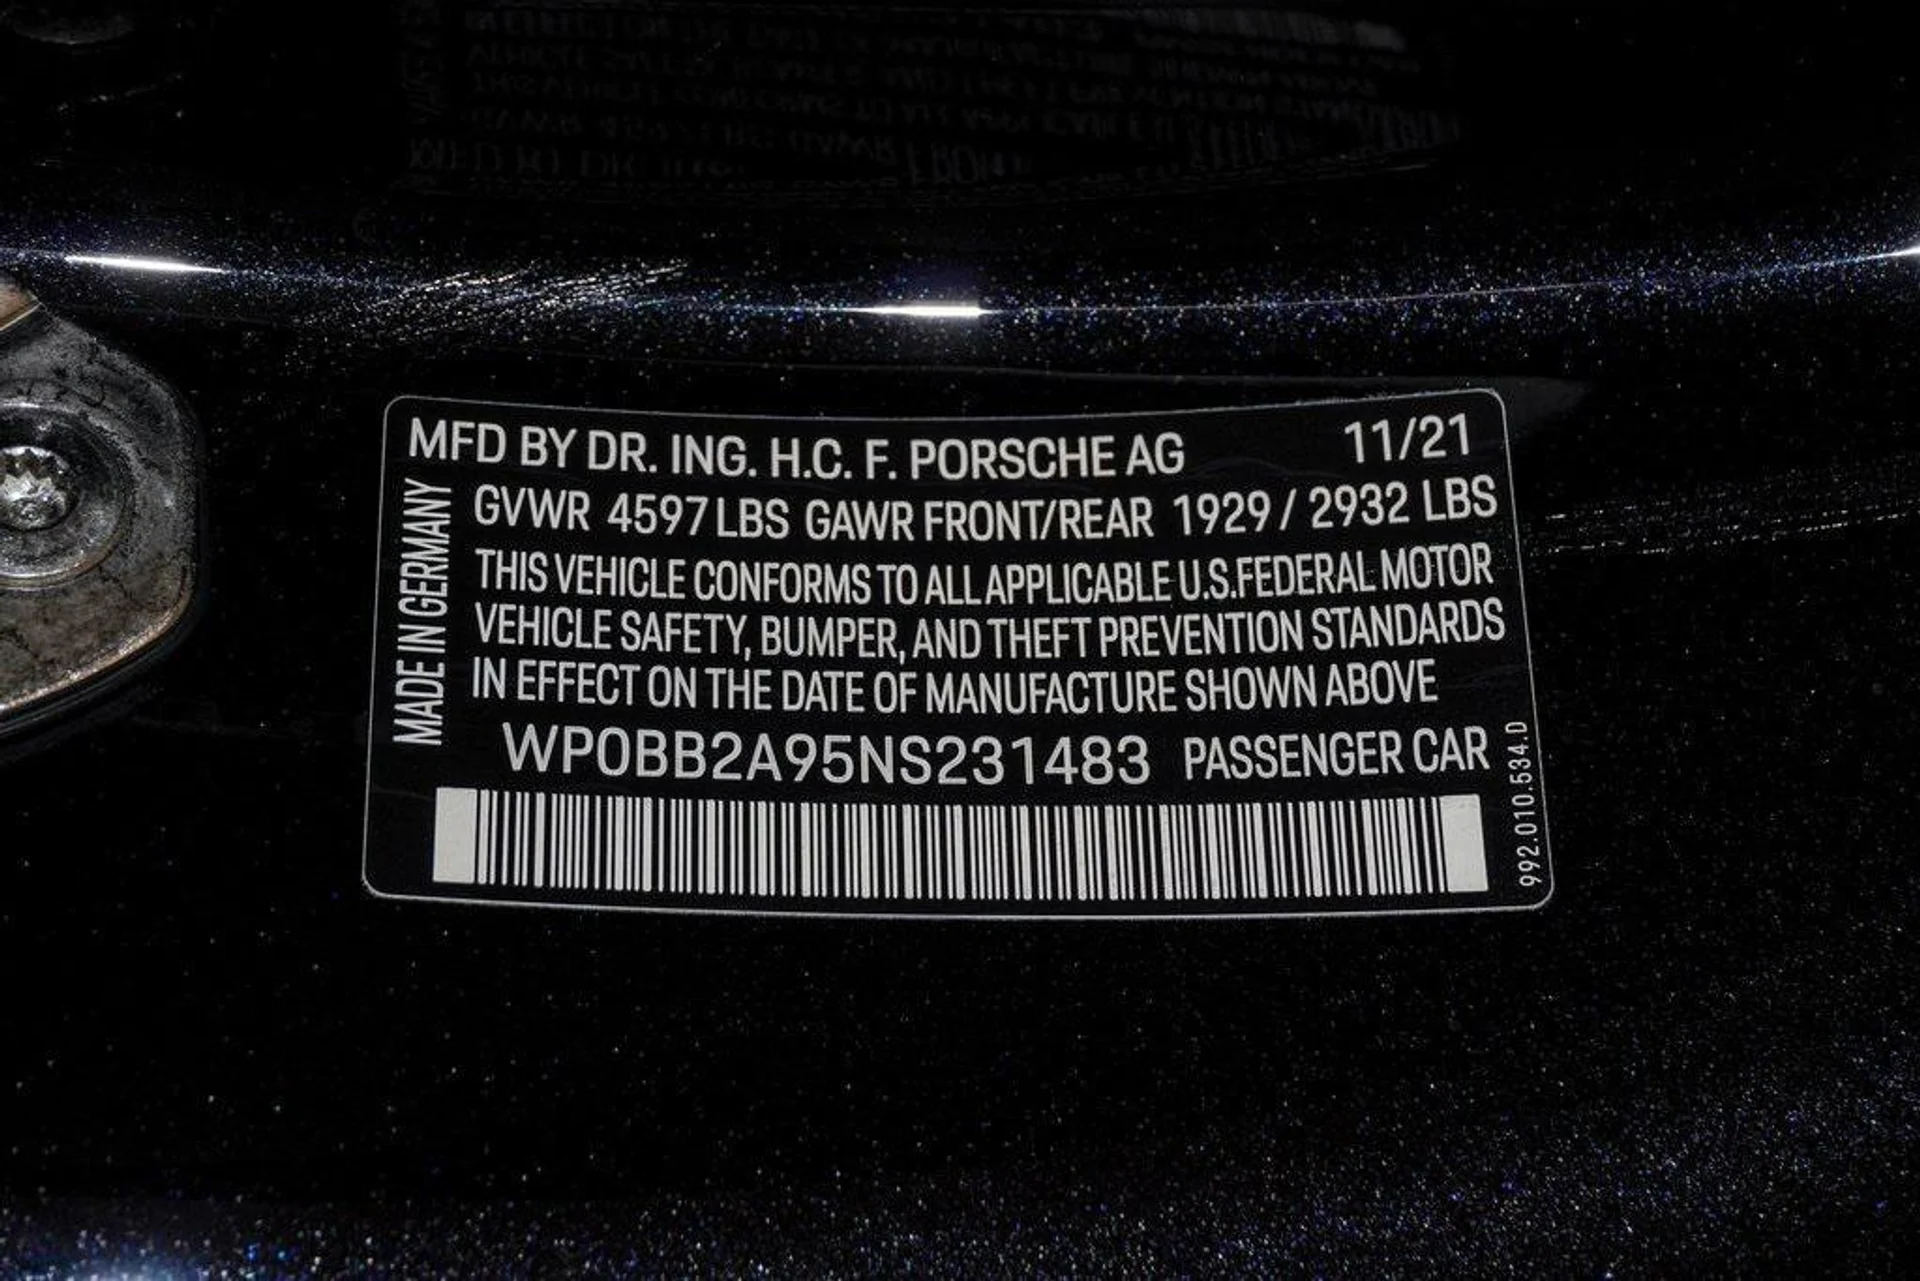 MFD BY DR. ING. H.C. F. PORSCHE AG 11/21
GVWR 4597 LBS GAWR FRONT/REAR 1929 / 2932 LBS
THIS VEHICLE CONFORMS TO ALL APPLICABLE U.S.FEDERAL MOTOR
VEHICLE SAFETY, BUMPER, AND THEFT PREVENTION STANDARDS
IN EFFECT ON THE DATE OF MANUFACTURE SHOWN ABOVE
WP0BB2A95NS231483 PASSENGER CAR
MADE IN GERMANY
992.010.534.D